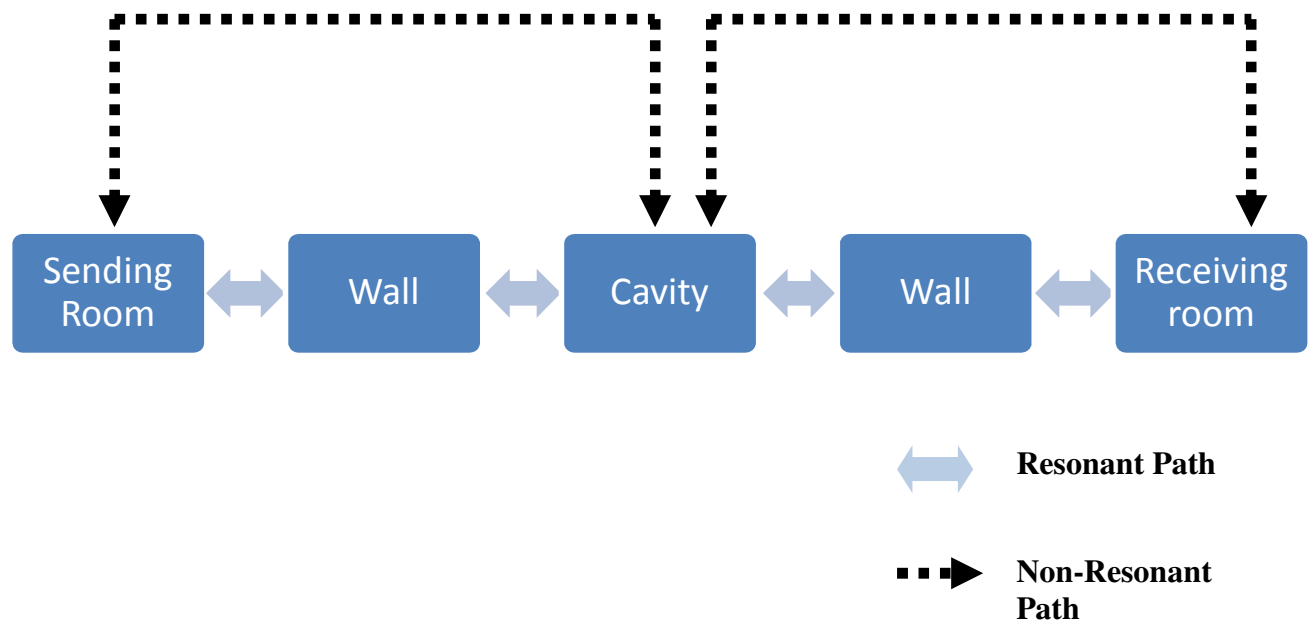 Sending
Room
Wall
Cavity
Wall
Receiving
room
Resonant Path
Non-Resonant
Path